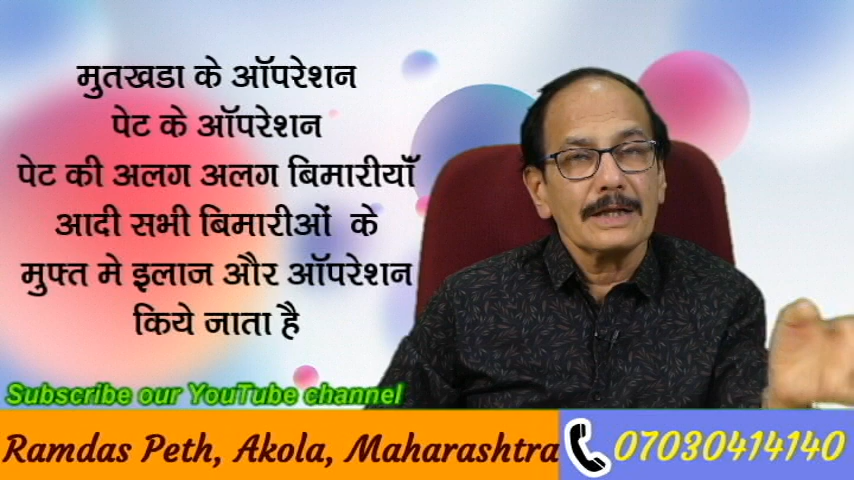 मुतखडा के ऑपरेशन
पेट के ऑपरेशन
पेट की अलग अलग बिमारीयाँ
आदी सभी बिमारीओं के
मुफ्त मे इलाज और ऑपरेशन
किये जाता है
Subscribe our YouTube channel
Ramdas Peth, Akola, Maharashtra
07030414140